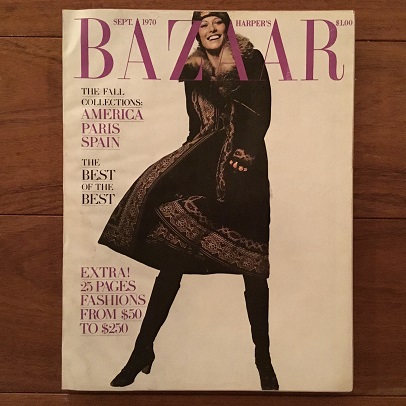 SEPT. 1970 HARPER'S $1.00
BAZAAR
THE FALL
COLLECTIONS:
AMERICA
PARIS
SPAIN
THE
BEST
OF THE
BEST
EXTRA!
25 PAGES
FASHIONS
FROM $50
TO $250